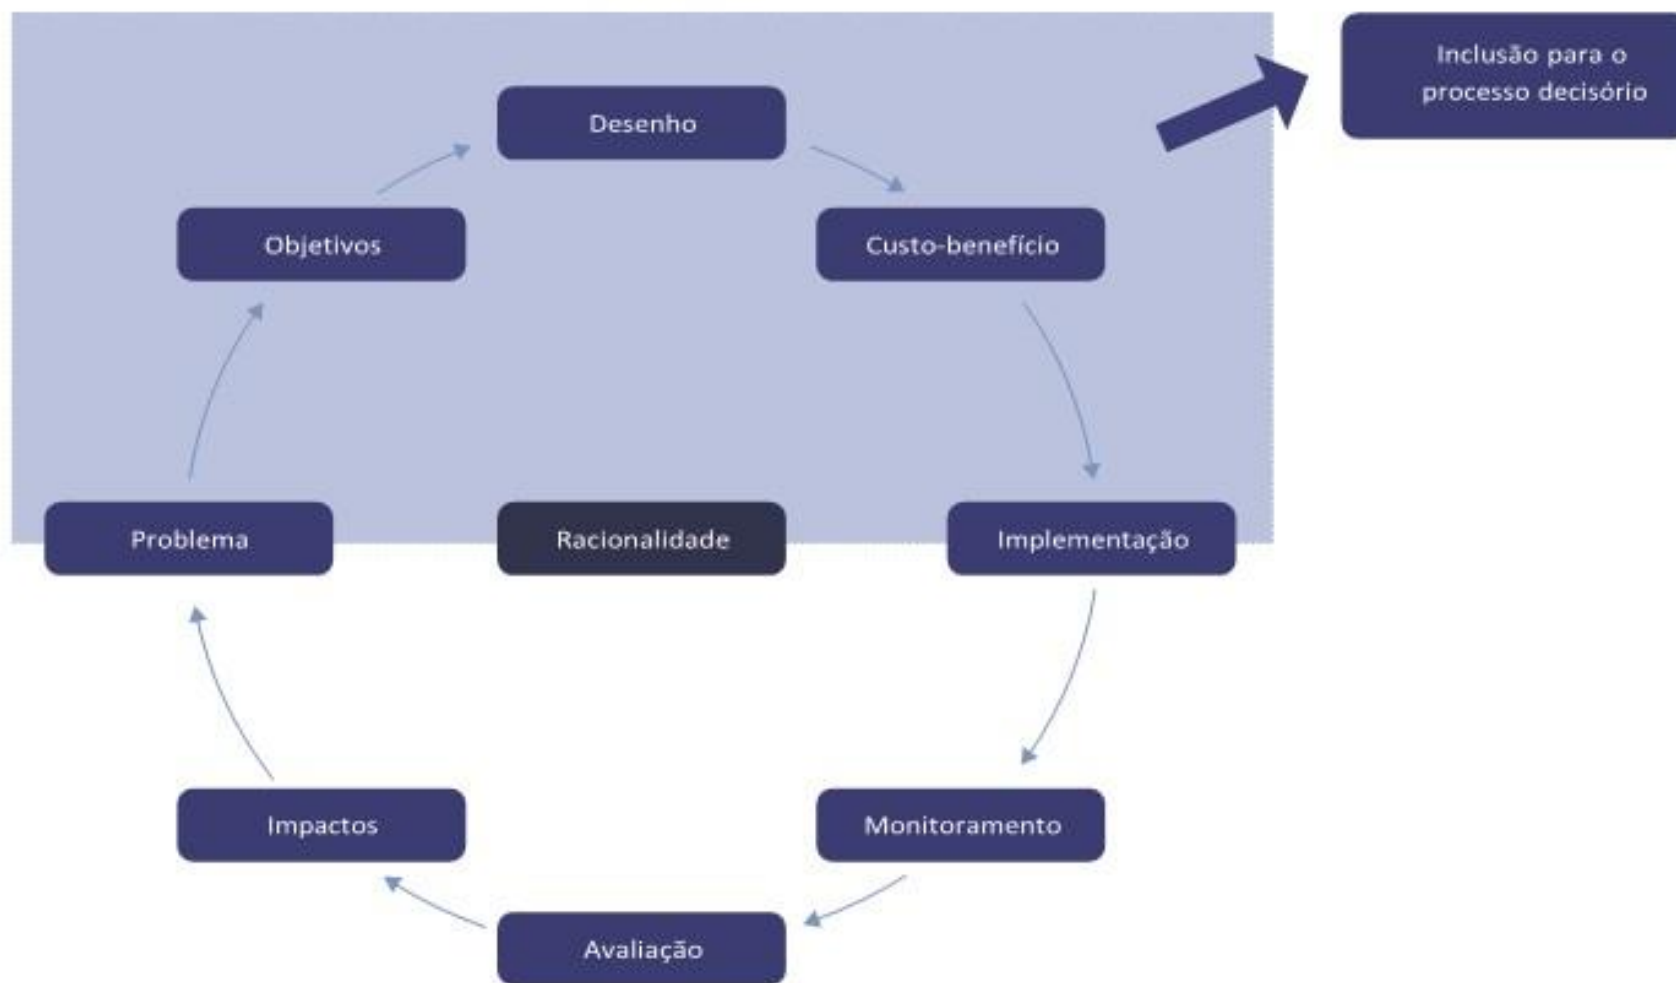 Inclusão para o
processo decisório
Desenho
Objetivos
Custo-benefício
Problema
Racionalidade
Implementação
Impactos
Monitoramento
Avaliação